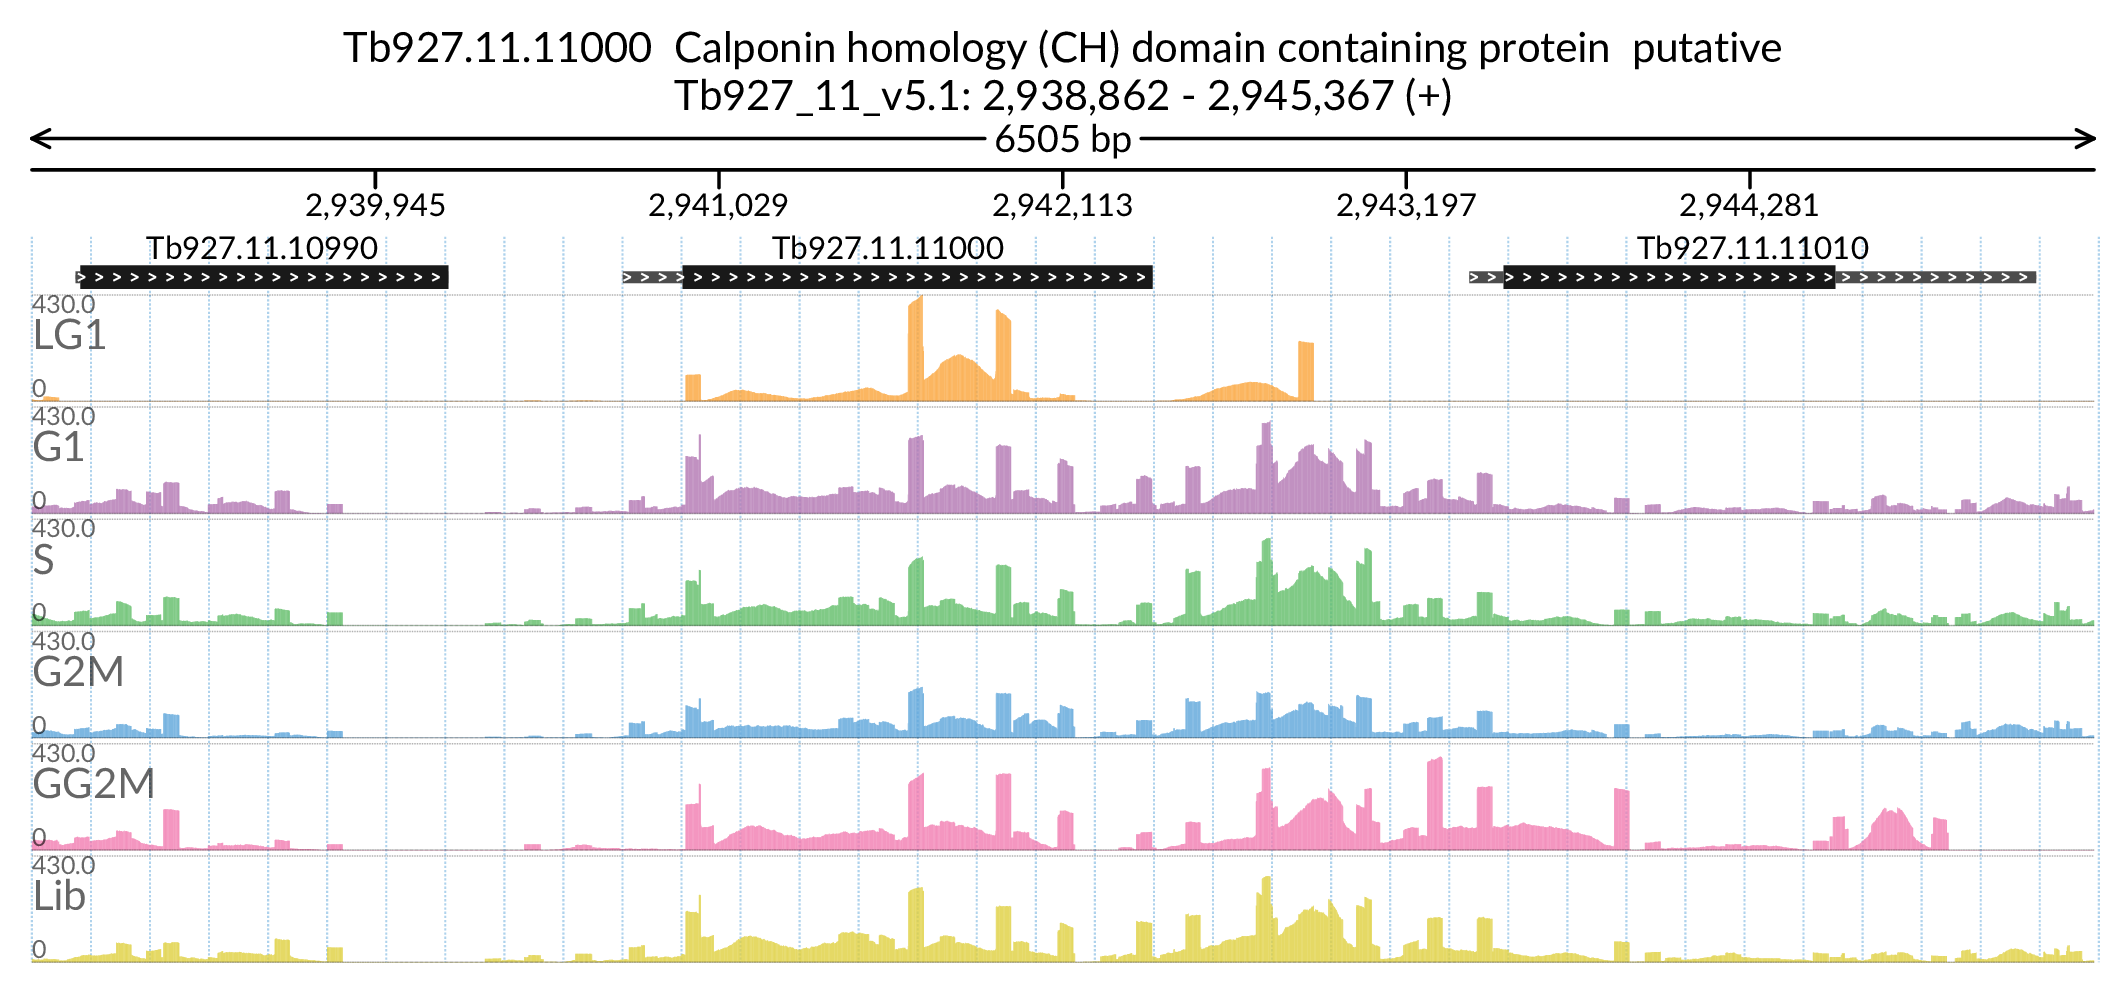 Tb927.11.11000  Calponin homology (CH) domain containing protein  putative
Tb927_11_v5.1: 2,938,862 - 2,945,367 (+)
6505 bp
2,939,945 2,941,029 2,942,113 2,943,197 2,944,281
Tb927.11.10990 Tb927.11.11000 Tb927.11.11010
430.0
LG1
0
430.0
G1
0
430.0
S
0
430.0
G2M
0
430.0
GG2M
0
430.0
Lib
0